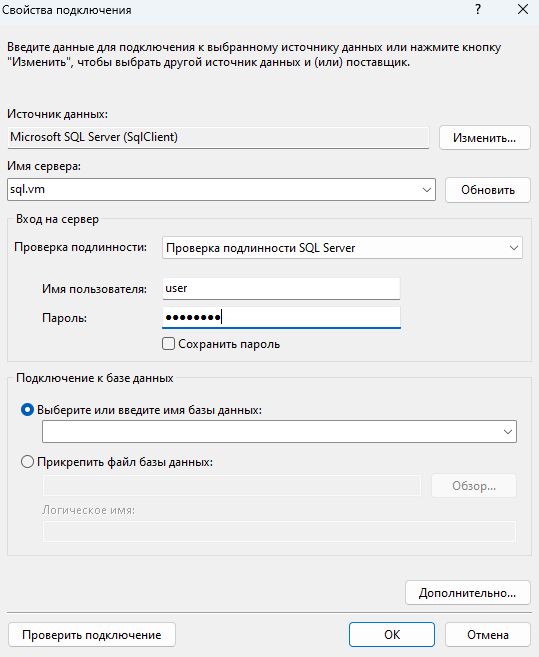 Свойства подключения
?
Введите данные для подключения к выбранному источнику данных или нажмите кнопку
"Изменить", чтобы выбрать другой источник данных и (или) поставщик.
Источник данных:
Microsoft SQL Server (SqlClient)
Изменить...
Имя сервера:
sql.vm
Обновить
Вход на сервер
Проверка подлинности:
Проверка подлинности SQL Server
Имя пользователя:
user
Пароль:
●●●●●●●●
Сохранить пароль
Подключение к базе данных
Выберите или введите имя базы данных:
Прикрепить файл базы данных:
Обзор...
Логическое имя:
Дополнительно...
Проверить подключение
ОК
Отмена